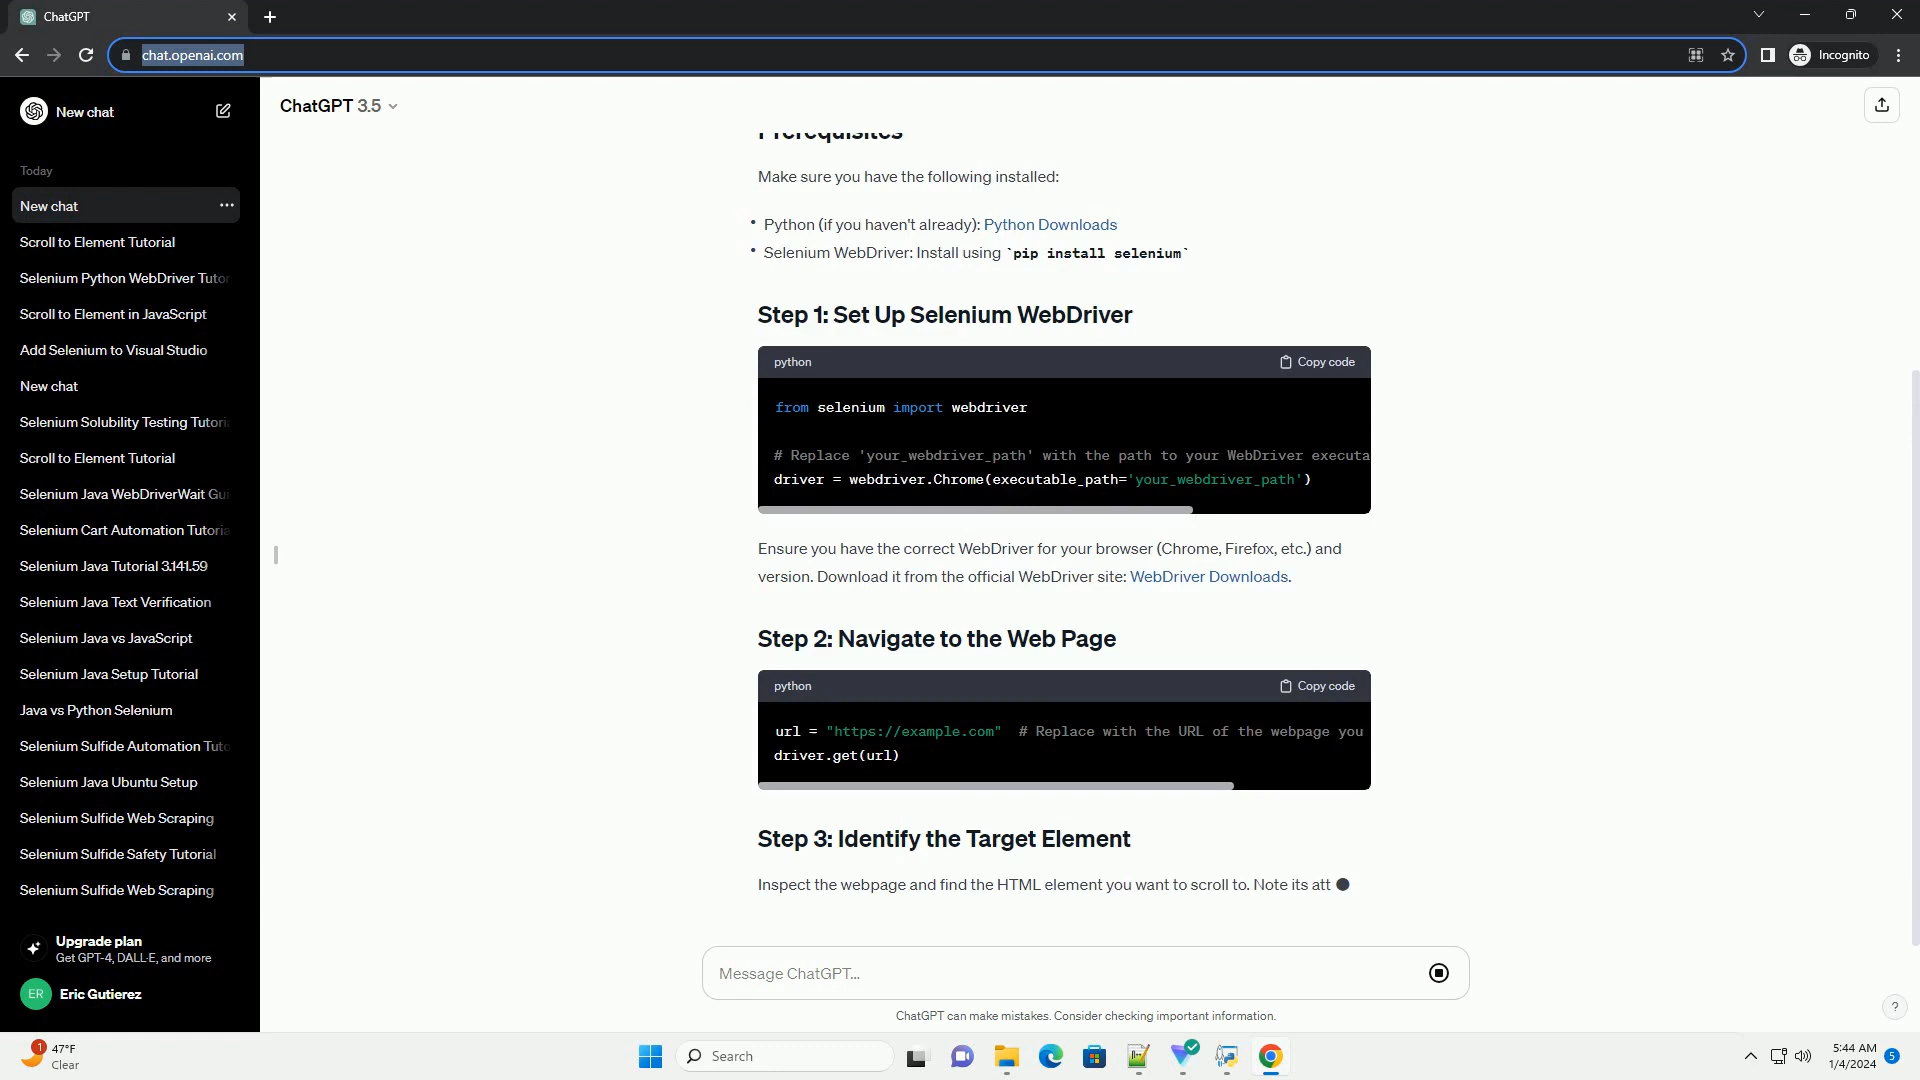 ChatGPT
chat.openai.com
Incognito
New chat
Today
New chat
Scroll to Element Tutorial
Selenium Python WebDriver Tutor
Scroll to Element in JavaScript
Add Selenium to Visual Studio
New chat
Selenium Solubility Testing Tutoria
Scroll to Element Tutorial
Selenium Java WebDriverWait Gui
Selenium Cart Automation Tutoria
Selenium Java Tutorial 3.141.59
Selenium Java Text Verification
Selenium Java vs JavaScript
Selenium Java Setup Tutorial
Java vs Python Selenium
Selenium Sulfide Automation Tuto
Selenium Java Ubuntu Setup
Selenium Sulfide Web Scraping
Selenium Sulfide Safety Tutorial
Selenium Sulfide Web Scraping
Upgrade plan
Get GPT-4, DALL·E, and more
ER
Eric Gutierez
ChatGPT 3.5
Prerequisites
Make sure you have the following installed:
• Python (if you haven't already): Python Downloads
• Selenium WebDriver: Install using `pip install selenium`
Step 1: Set Up Selenium WebDriver
python Copy code
from selenium import webdriver
# Replace 'your_webdriver_path' with the path to your WebDriver executa
driver = webdriver.Chrome(executable_path='your_webdriver_path')
Ensure you have the correct WebDriver for your browser (Chrome, Firefox, etc.) and
version. Download it from the official WebDriver site: WebDriver Downloads.
Step 2: Navigate to the Web Page
python Copy code
url = "https://example.com"  # Replace with the URL of the webpage you
driver.get(url)
Step 3: Identify the Target Element
Inspect the webpage and find the HTML element you want to scroll to. Note its att
Message ChatGPT...
ChatGPT can make mistakes. Consider checking important information.
?
1
47°F
Clear
Search
5:44 AM
1/4/2024
5